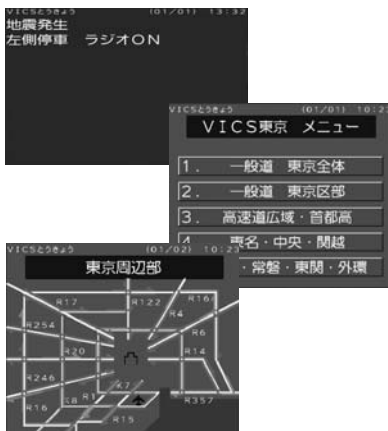 VICSとうきょう (01/01) 13:32
地震発生
左側停車 ラジオON
VICSとうきょう (01/01) 10:23
VICS東京 メニュー
1. 一般道 東京全体
2. 一般道 東京区部
3. 高速道広域・首都高
4. 東名・中央・関越
・常磐・東関・外環
VICSとうきょう (01/02) 10:23
東京周辺部
R17
R122
R16
R4
R254
R6
R20
R14
R246
K7
R16
K8
R1
R357
R15